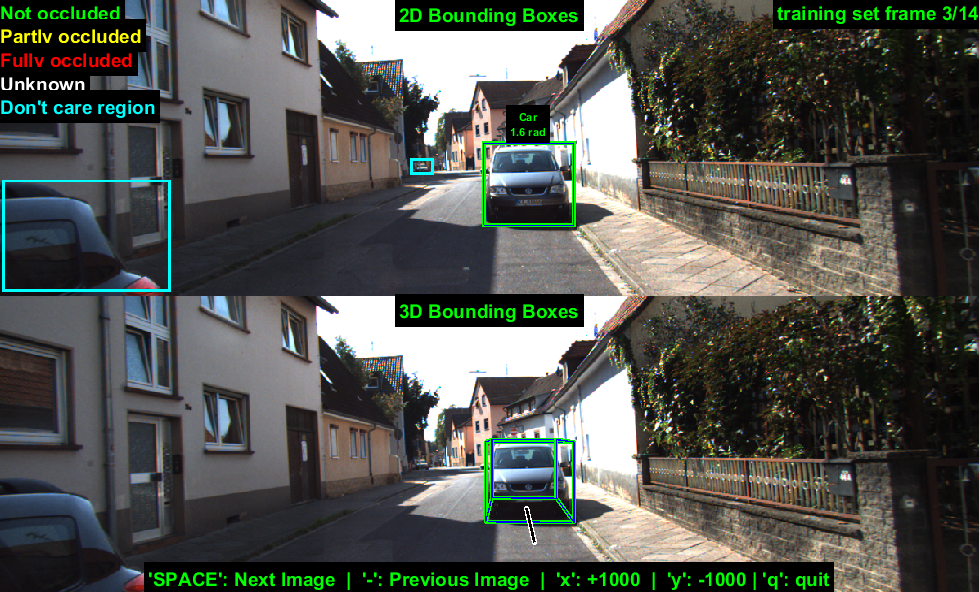 Not occluded
2D Bounding Boxes
training set frame 3/14
Partly occluded
Fully occluded
Unknown
Don't care region
Car
1.6 rad
3D Bounding Boxes
'SPACE': Next Image | '-': Previous Image | 'x': +1000 | 'y': -1000 | 'q': quit